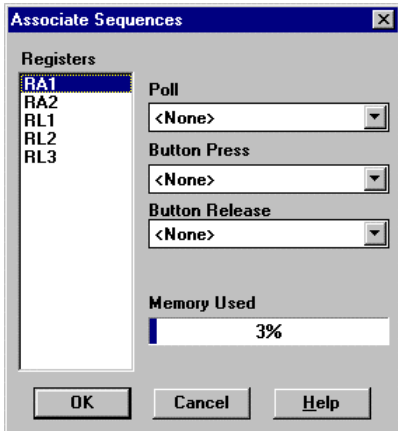 Associate Sequences
Registers
RA1
RA2
RL1
RL2
RL3
Poll
<None>
Button Press
<None>
Button Release
<None>
Memory Used
3%
OK Cancel Help